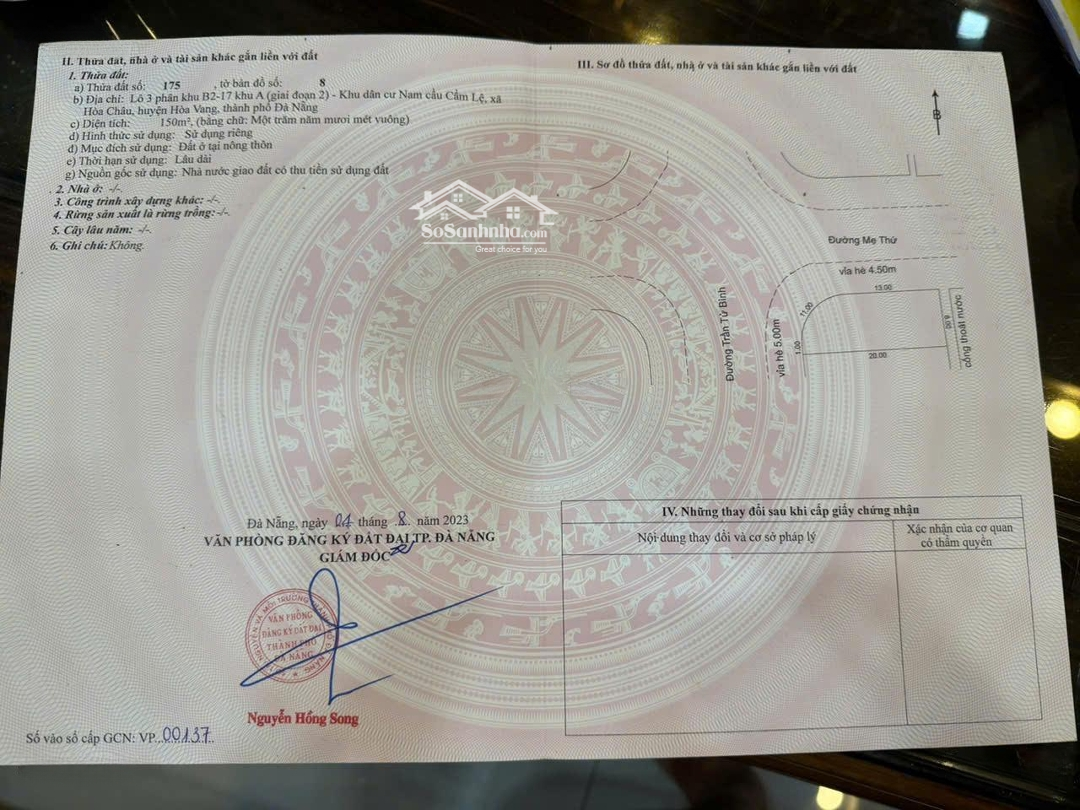 II. Thửa đất, nhà ở và tài sản khác gắn liền với đất
1. Thửa đất:
a) Thửa đất số: 175 , tờ bản đồ số: 8
b) Địa chỉ: Lô 3 phân khu B2-17 khu A (giai đoạn 2) - Khu dân cư Nam cầu Cẩm Lệ, xã
Hòa Châu, huyện Hòa Vang, thành phố Đà Nẵng
c) Diện tích: 150m², (bằng chữ: Một trăm năm mươi mét vuông)
d) Hình thức sử dụng: Sử dụng riêng
đ) Mục đích sử dụng: Đất ở tại nông thôn
e) Thời hạn sử dụng: Lâu dài
g) Nguồn gốc sử dụng: Nhà nước giao đất có thu tiền sử dụng đất
2. Nhà ở: -/-
3. Công trình xây dựng khác: -/-.
4. Rừng sản xuất là rừng trồng: -/-.
5. Cây lâu năm: -/-.
6. Ghi chú: Không.
SoSanhnha.com
Great choice for you
Đà Nẵng, ngày 04 tháng 8 năm 2023
VĂN PHÒNG ĐĂNG KÝ ĐẤT ĐAI TP. ĐÀ NẴNG
GIÁM ĐỐC
VĂN PHÒNG
ĐĂNG KÝ ĐẤT ĐAI
THÀNH PHỐ
ĐÀ NẴNG
Nguyễn Hồng Song
Số vào sổ cấp GCN: VP 00137
III. Sơ đồ thửa đất, nhà ở và tài sản khác gắn liền với đất
B
Đường Mẹ Thứ
vỉa hè 4.50m
13.00
11.00
1.00
20.00
8.00
cống thoát nước
vỉa hè 5.00m
Đường Trần Tử Bình
IV. Những thay đổi sau khi cấp giấy chứng nhận
Nội dung thay đổi và cơ sở pháp lý
Xác nhận của cơ quan
có thẩm quyền